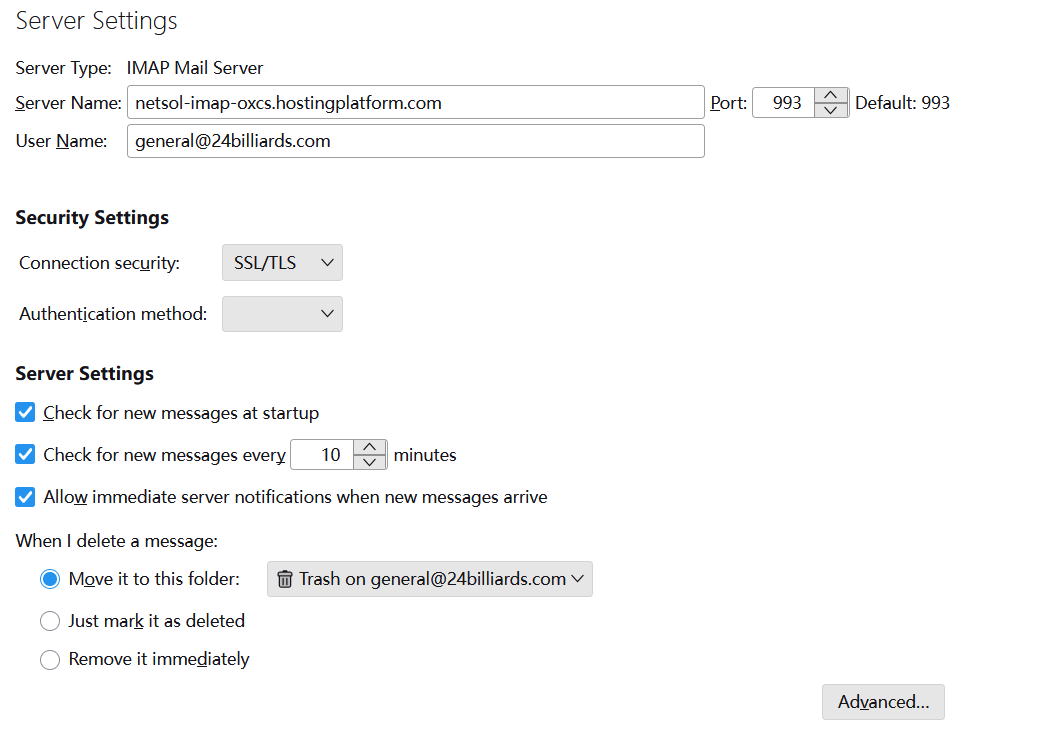 Server Settings
Server Type: IMAP Mail Server
Server Name: netsol-imap-oxcs.hostingplatform.com Port: 993 Default: 993
User Name: general@24billiards.com
Security Settings
Connection security: SSL/TLS
Authentication method:
Server Settings
Check for new messages at startup
Check for new messages every 10 minutes
Allow immediate server notifications when new messages arrive
When I delete a message:
Move it to this folder: Trash on general@24billiards.com
Just mark it as deleted
Remove it immediately
Advanced...